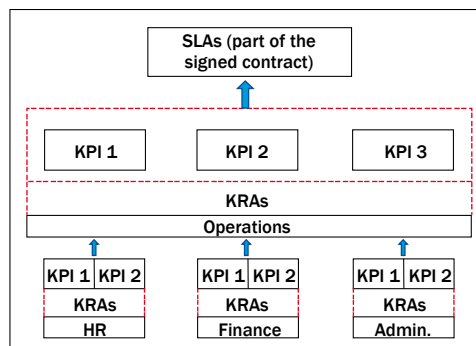 SLAs (part of the
signed contract)
KPI 1
KPI 2
KPI 3
KRAs
Operations
KPI 1 KPI 2
KPI 1 KPI 2
KPI 1 KPI 2
KRAs
KRAs
KRAs
HR
Finance
Admin.